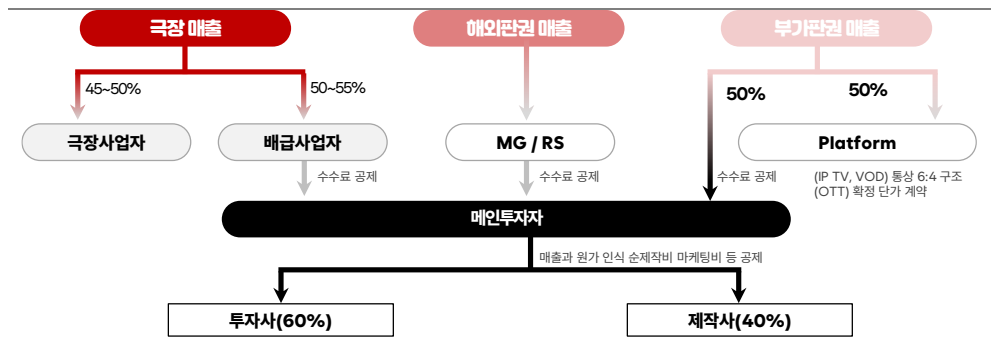 극장 매출
해외판권 매출
부가판권 매출
45~50%
50~55%
50%
50%
극장사업자
배급사업자
MG / RS
Platform
수수료 공제
수수료 공제
수수료 공제
(IP TV, VOD) 통상 6:4 구조
(OTT) 확정 단가 계약
메인투자자
매출과 원가 인식 순제작비 마케팅비 등 공제
투자사(60%)
제작사(40%)